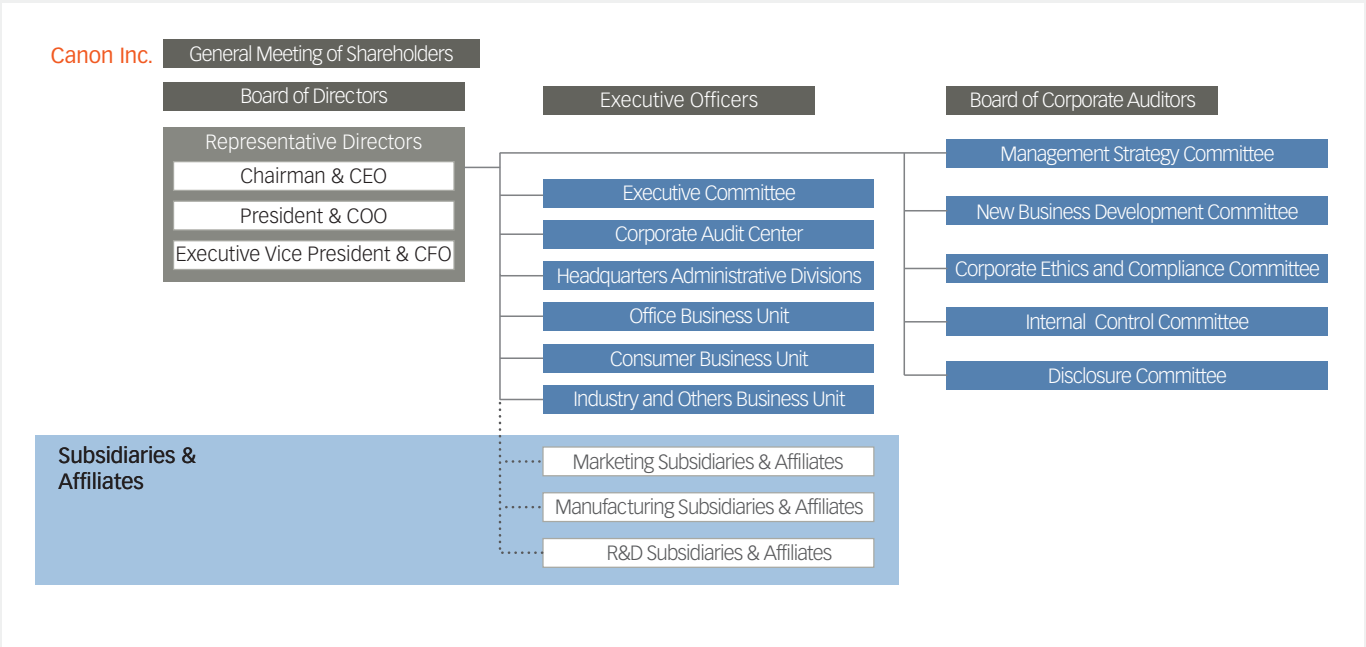 Canon Inc.
General Meeting of Shareholders
Board of Directors
Representative Directors
Chairman & CEO
President & COO
Executive Vice President & CFO
Executive Officers
Executive Committee
Corporate Audit Center
Headquarters Administrative Divisions
Office Business Unit
Consumer Business Unit
Industry and Others Business Unit
Board of Corporate Auditors
Management Strategy Committee
New Business Development Committee
Corporate Ethics and Compliance Committee
Internal Control Committee
Disclosure Committee
Subsidiaries &
Affiliates
Marketing Subsidiaries & Affiliates
Manufacturing Subsidiaries & Affiliates
R&D Subsidiaries & Affiliates